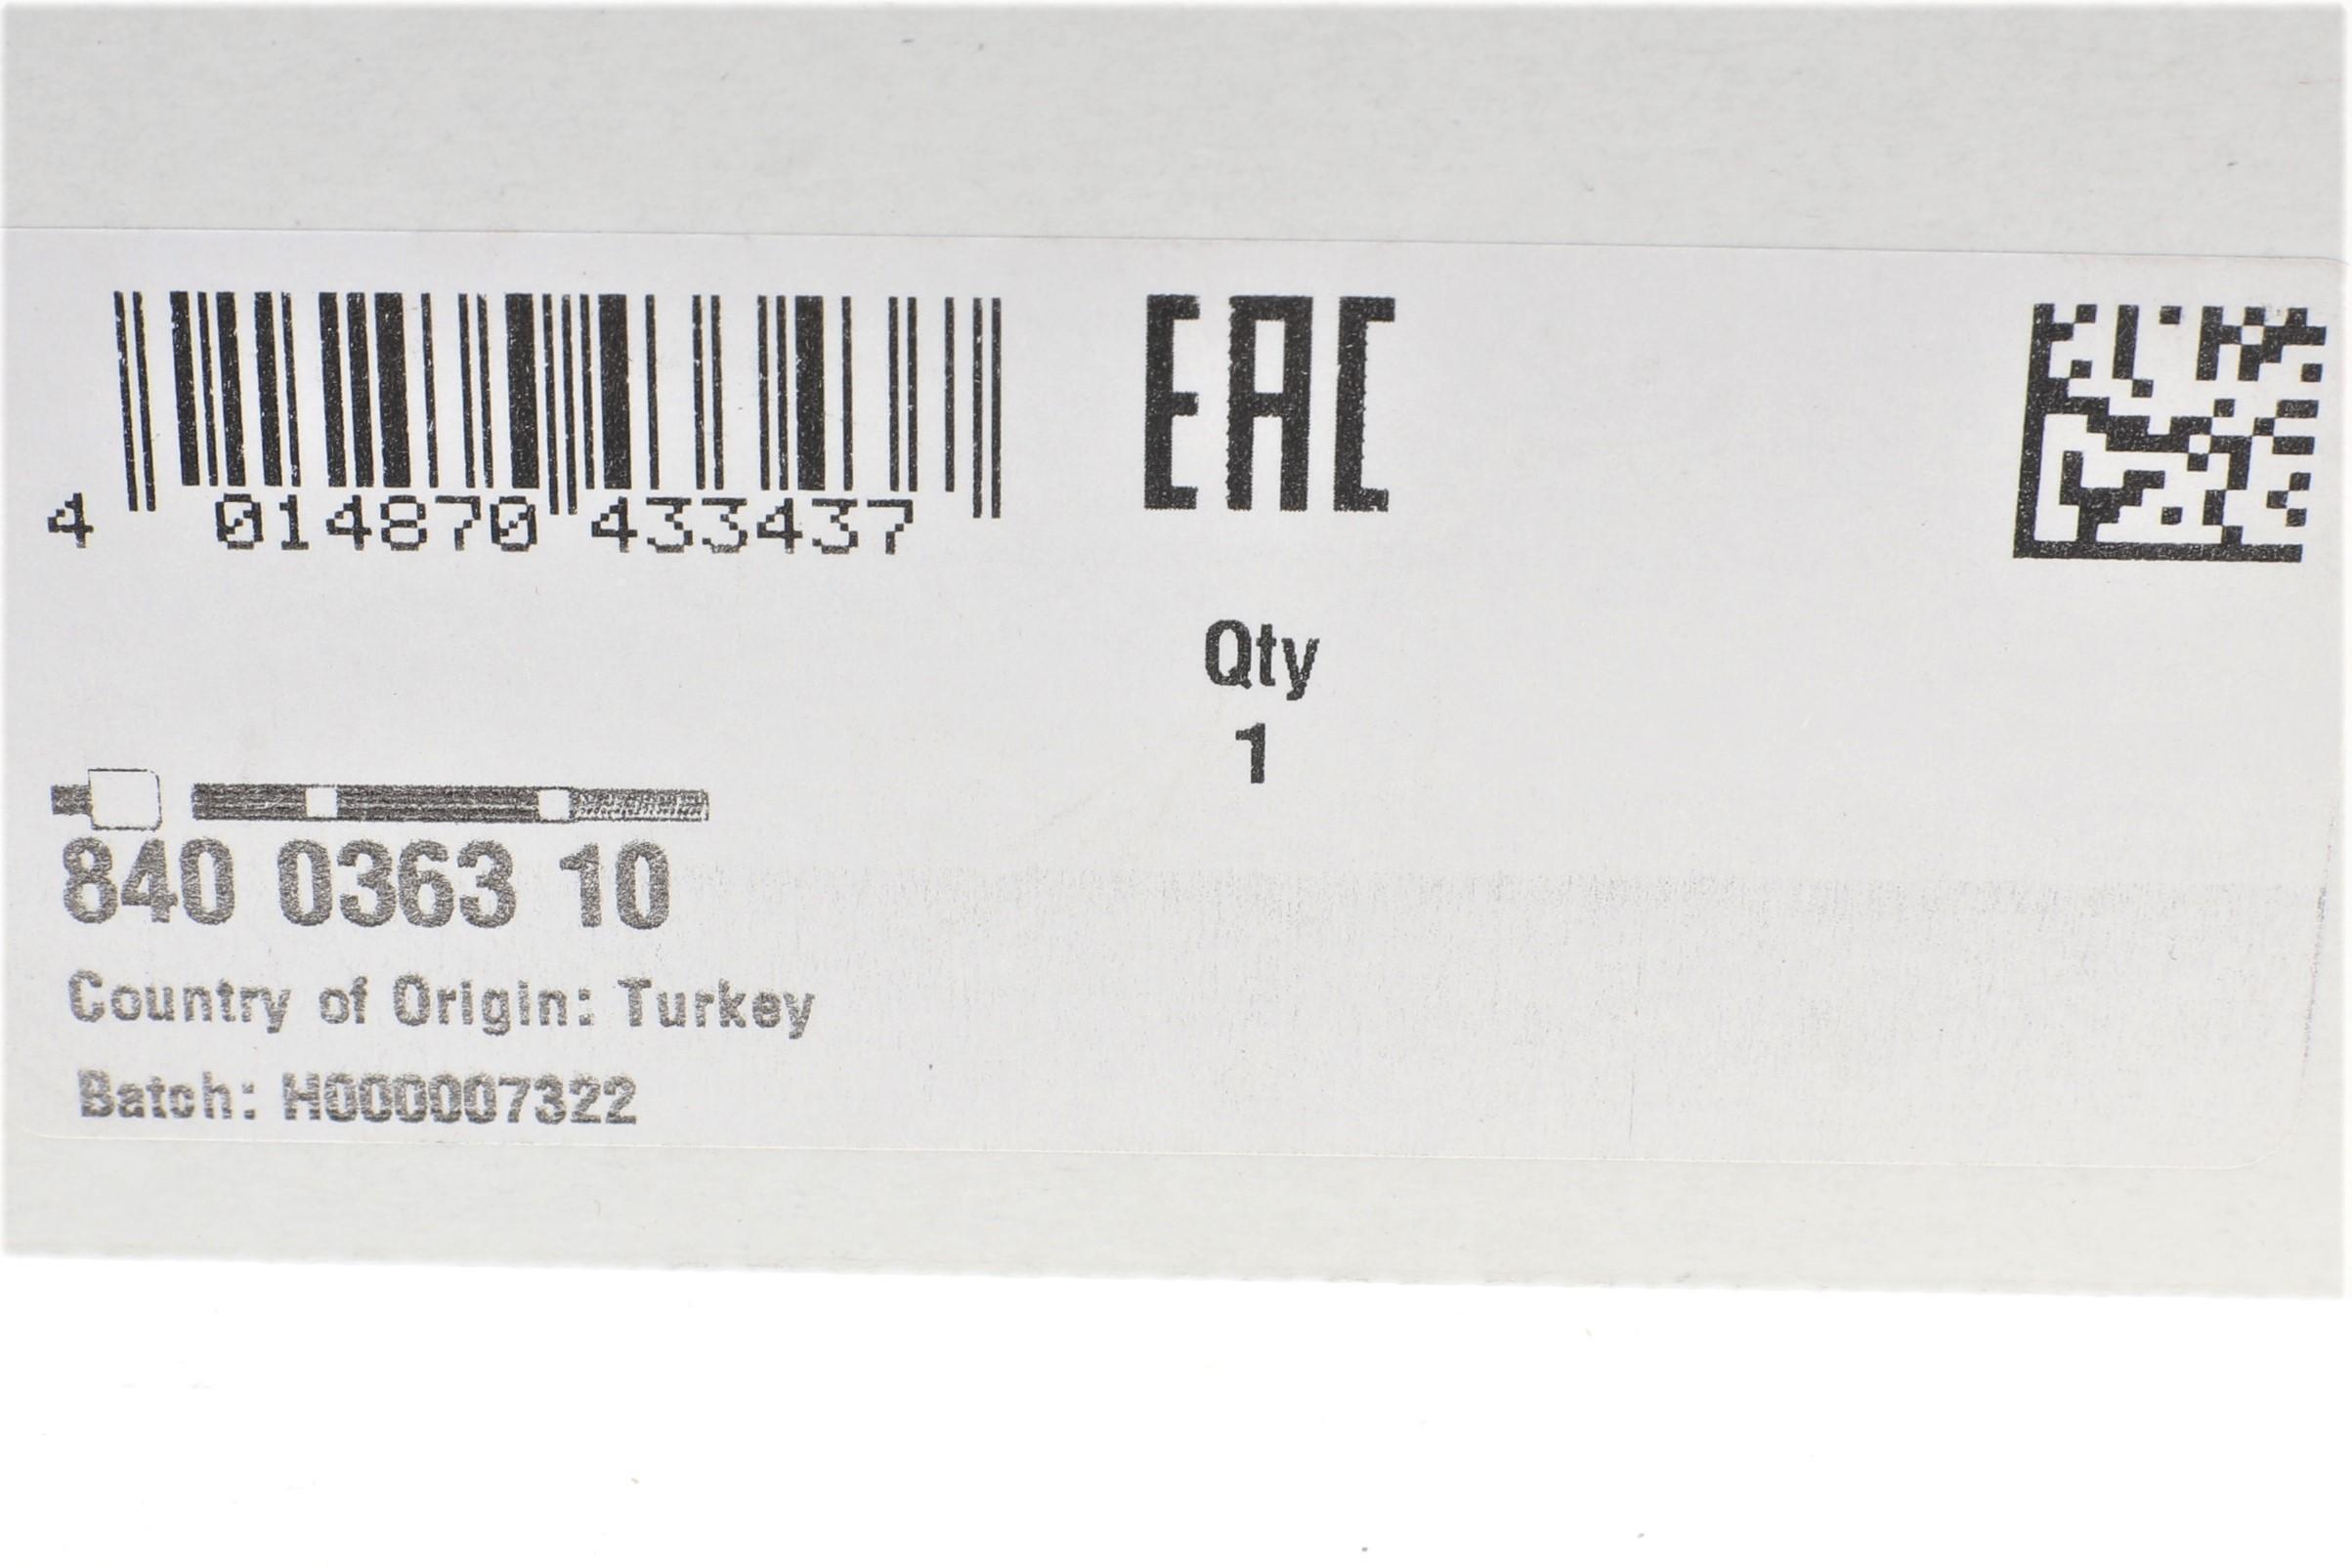 4 014870 433437
EAC
Qty
1
840 0363 10
Country of Origin: Turkey
Batch: H000007322